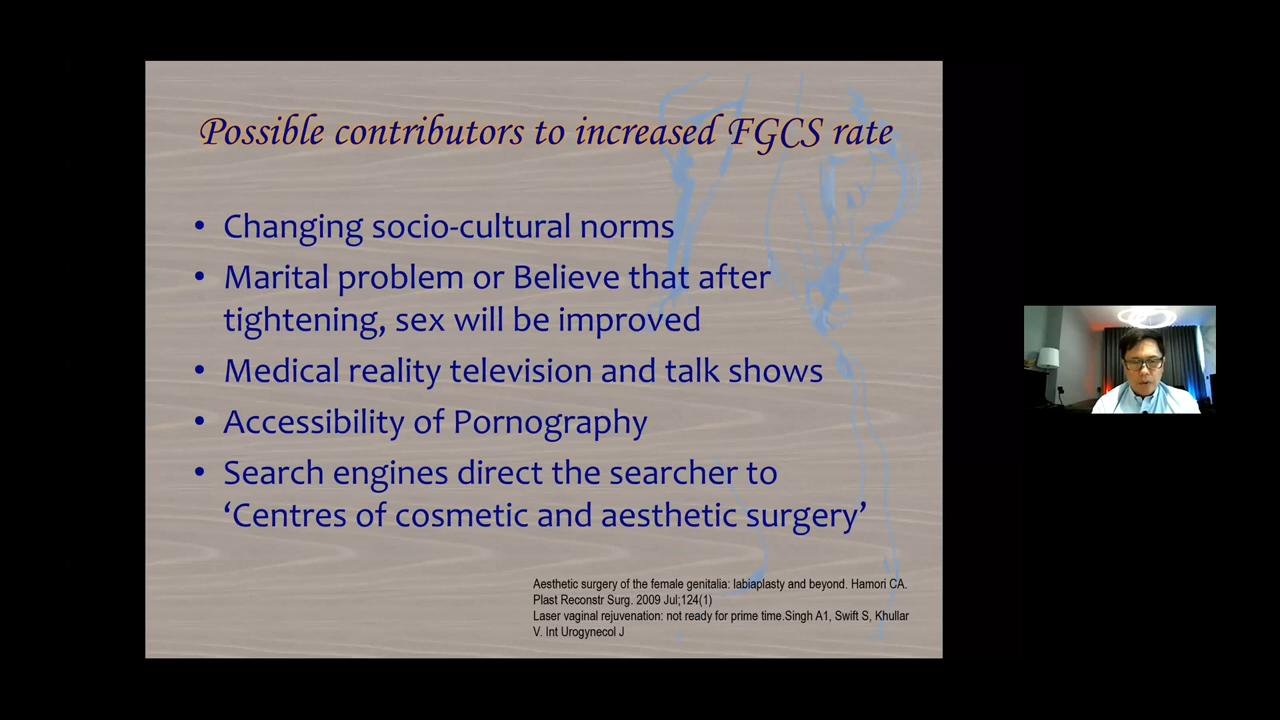 Possible contributors to increased FGCS rate
• Changing socio-cultural norms
• Marital problem or Believe that after
tightening, sex will be improved
• Medical reality television and talk shows
• Accessibility of Pornography
• Search engines direct the searcher to
‘Centres of cosmetic and aesthetic surgery’
Aesthetic surgery of the female genitalia: labiaplasty and beyond. Hamori CA.
Plast Reconstr Surg. 2009 Jul;124(1)
Laser vaginal rejuvenation: not ready for prime time.Singh A1, Swift S, Khullar
V. Int Urogynecol J